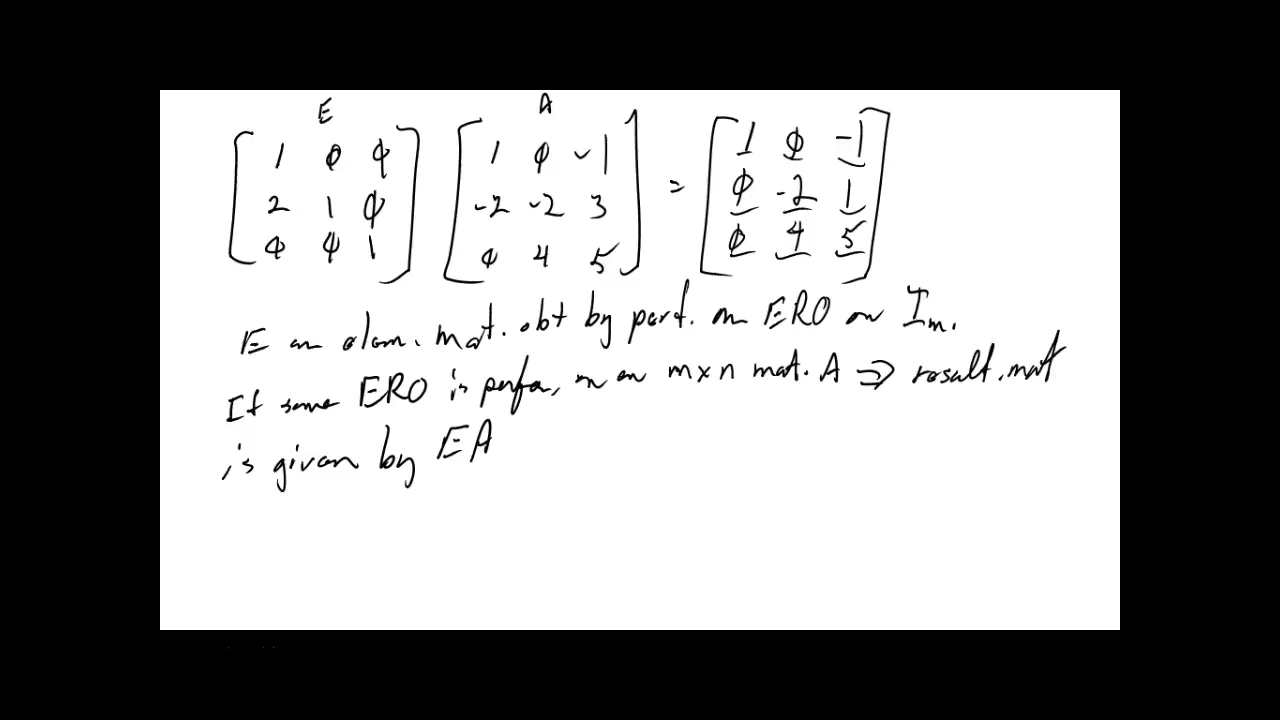 E A
[1 0 0] [1 0 -1] [1 0 -1]
[2 1 0] [-2 -2 3] = [0 -2 1]
[0 0 1] [0 4 5] [0 4 5]
E an elem. mat. obt by perf. an ERO on Iₘ.
If same ERO is perfor. on an m×n mat. A ⇒ result. mat
is given by EA